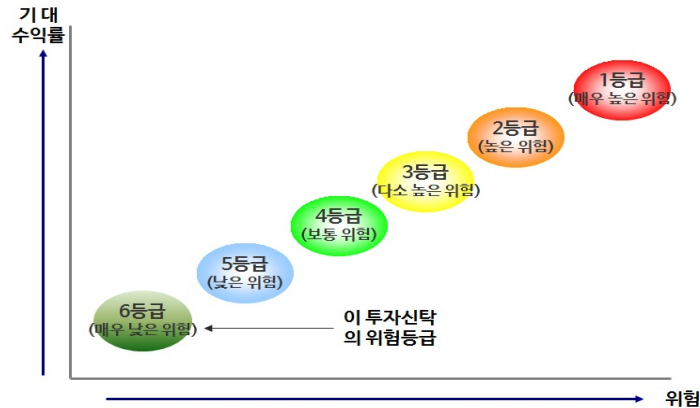 기 대
수익률
1등급
(매우 높은 위험)
2등급
(높은 위험)
3등급
(다소 높은 위험)
4등급
(보통 위험)
5등급
(낮은 위험)
6등급
(매우 낮은 위험)
이 투자신탁
의 위험등급
위험